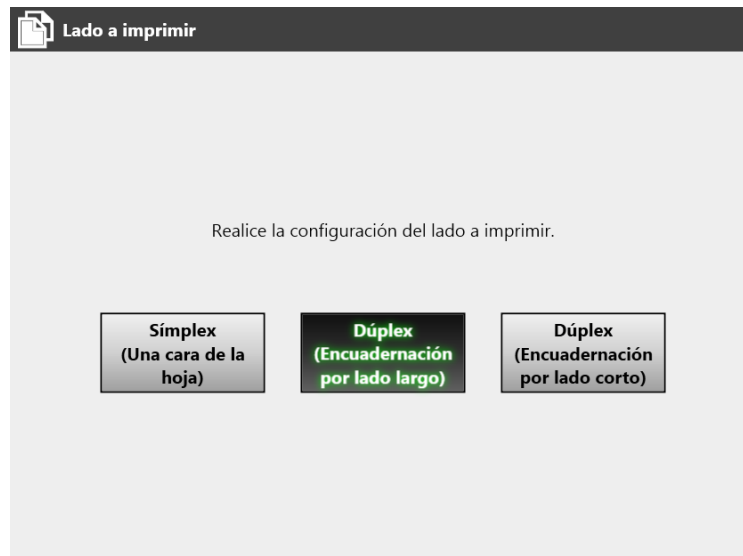 Lado a imprimir
Realice la configuración del lado a imprimir.
Símplex
(Una cara de la
hoja)
Dúplex
(Encuadernación
por lado largo)
Dúplex
(Encuadernación
por lado corto)